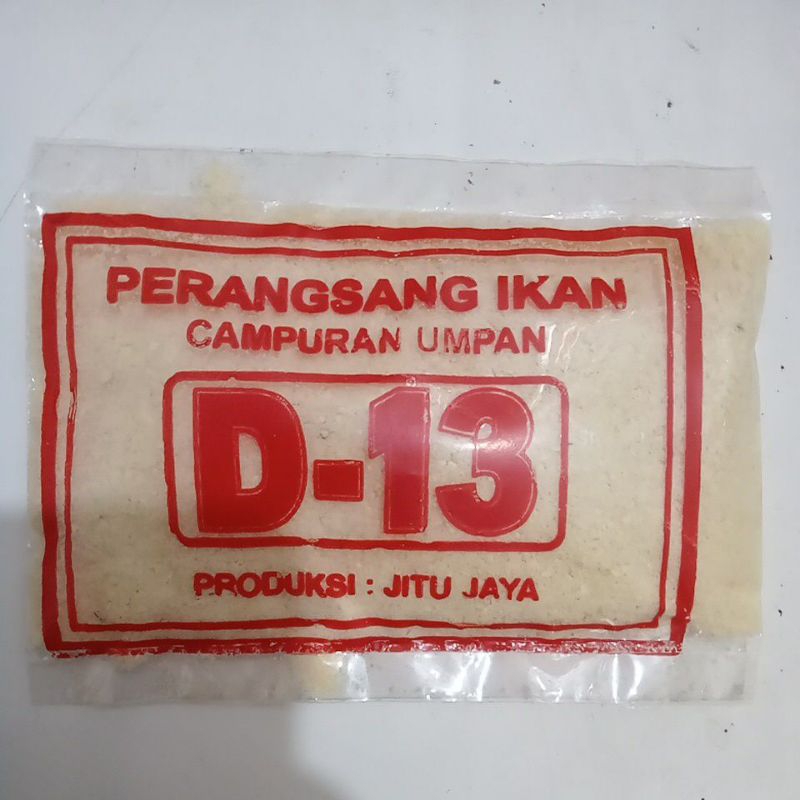 PERANGSANG IKAN
CAMPURAN UMPAN
D-13
PRODUKSI : JITU JAYA